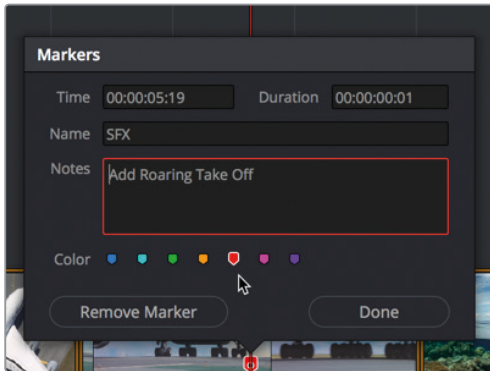 Markers
Time 00:00:05:19 Duration 00:00:00:01
Name SFX
Notes Add Roaring Take Off
Color
Remove Marker Done